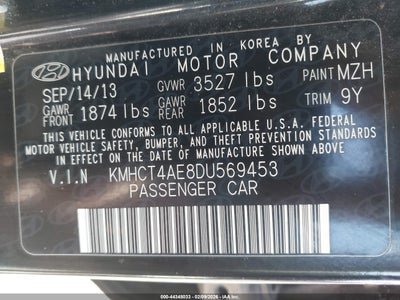 MANUFACTURED IN KOREA BY
HYUNDAI MOTOR COMPANY
SEP/14/13 GVWR 3527 lbs PAINT MZH
GAWR FRONT 1874 lbs GAWR REAR 1852 lbs TRIM 9Y
THIS VEHICLE CONFORMS TO ALL APPLICABLE U.S.A. FEDERAL
MOTOR VEHICLE SAFETY, BUMPER, AND THEFT PREVENTION STANDARDS
IN EFFECT ON THE DATE OF MANUFACTURE SHOWN ABOVE
V.I.N KMHCT4AE8DU569453
PASSENGER CAR
000-44348033 - 02/09/2026 - IAA Inc.